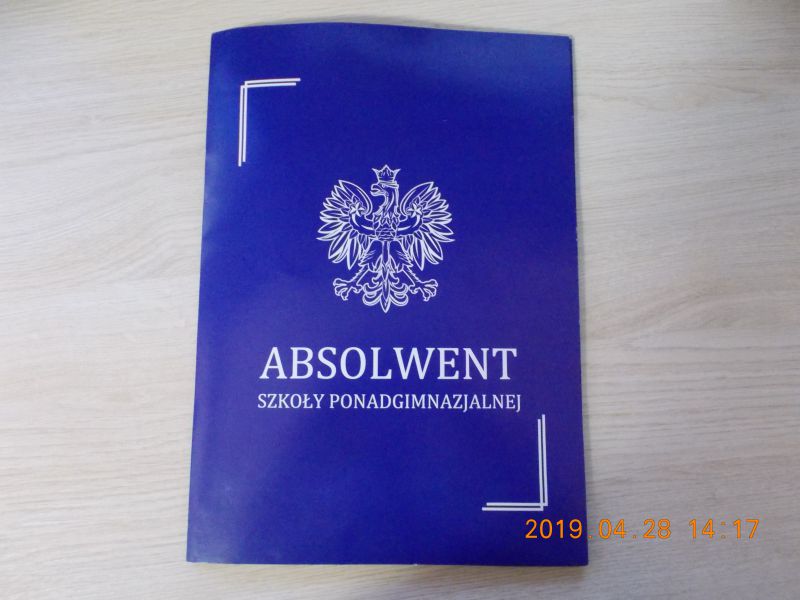 ABSOLWENT
SZKOŁY PONADGIMNAZJALNEJ
2019.04.28 14:17